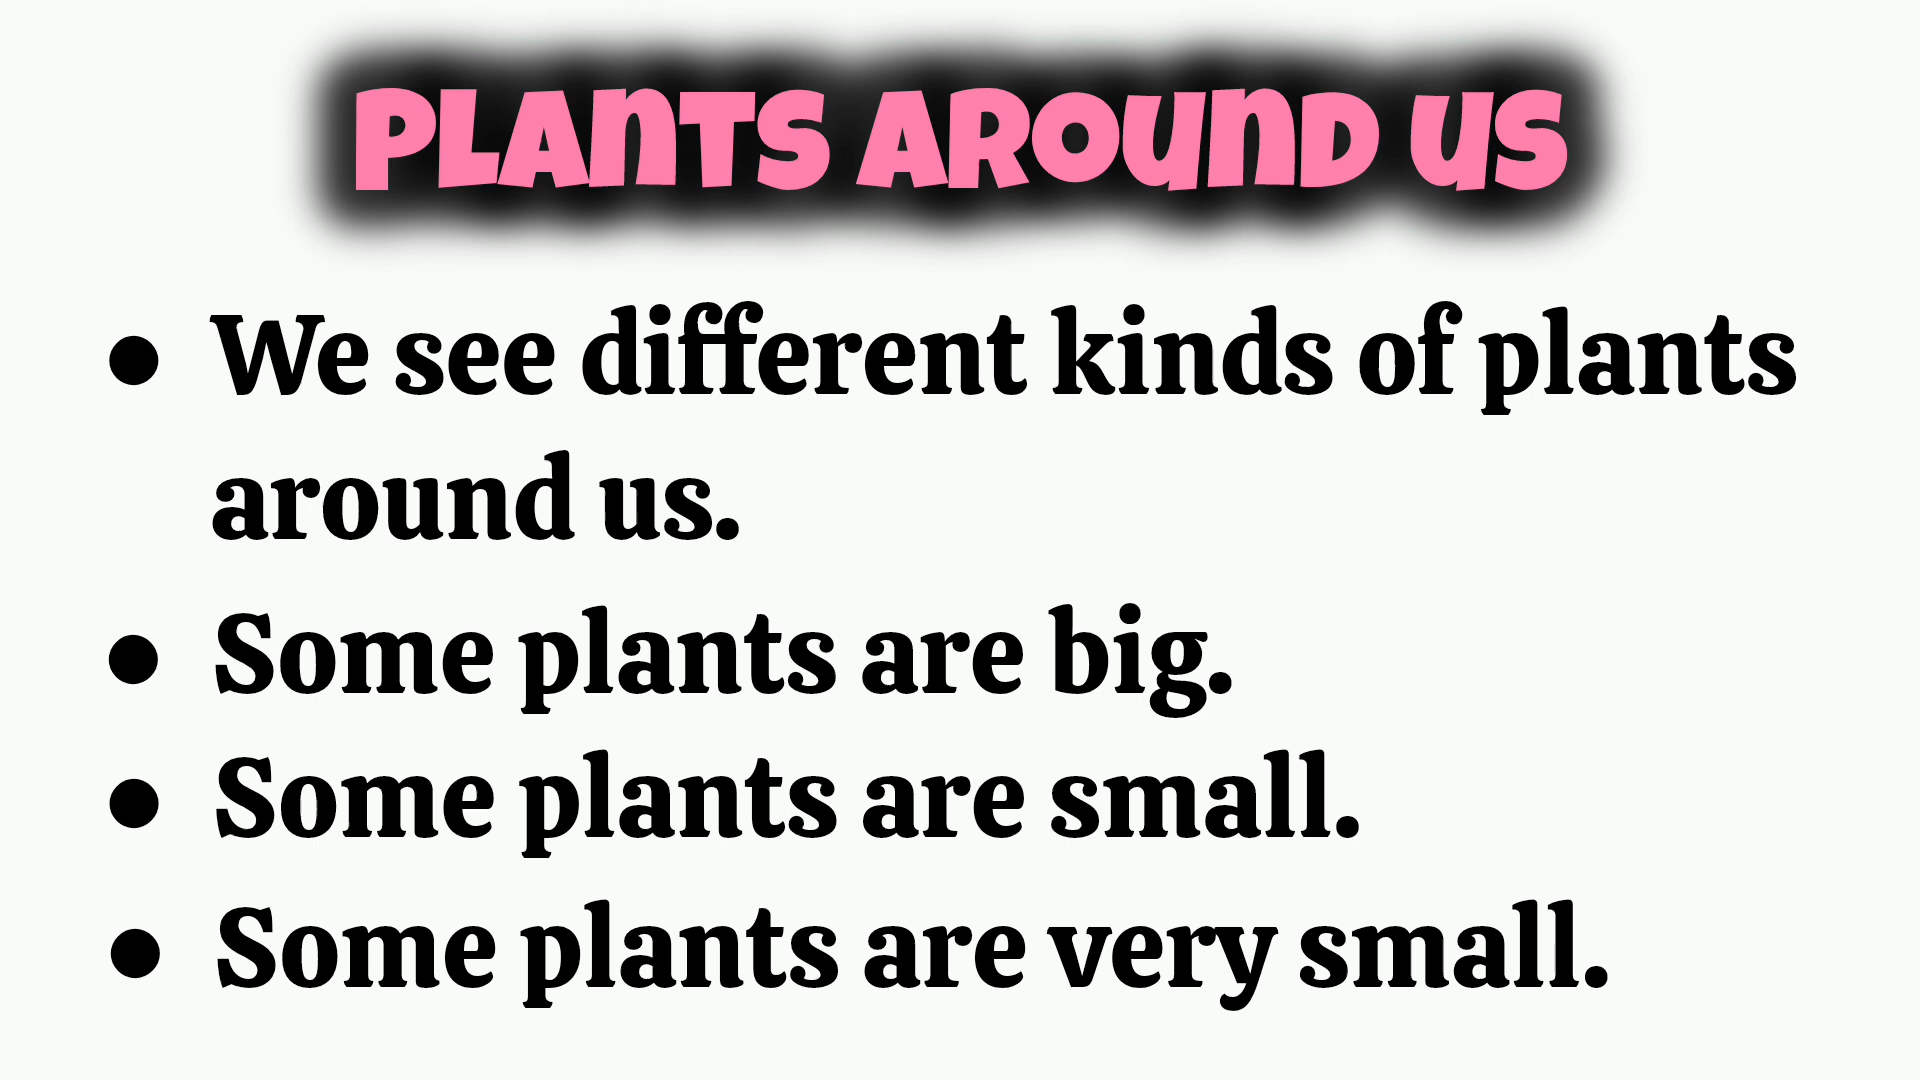 PLANTS AROUND US
• We see different kinds of plants
around us.
• Some plants are big.
• Some plants are small.
• Some plants are very small.